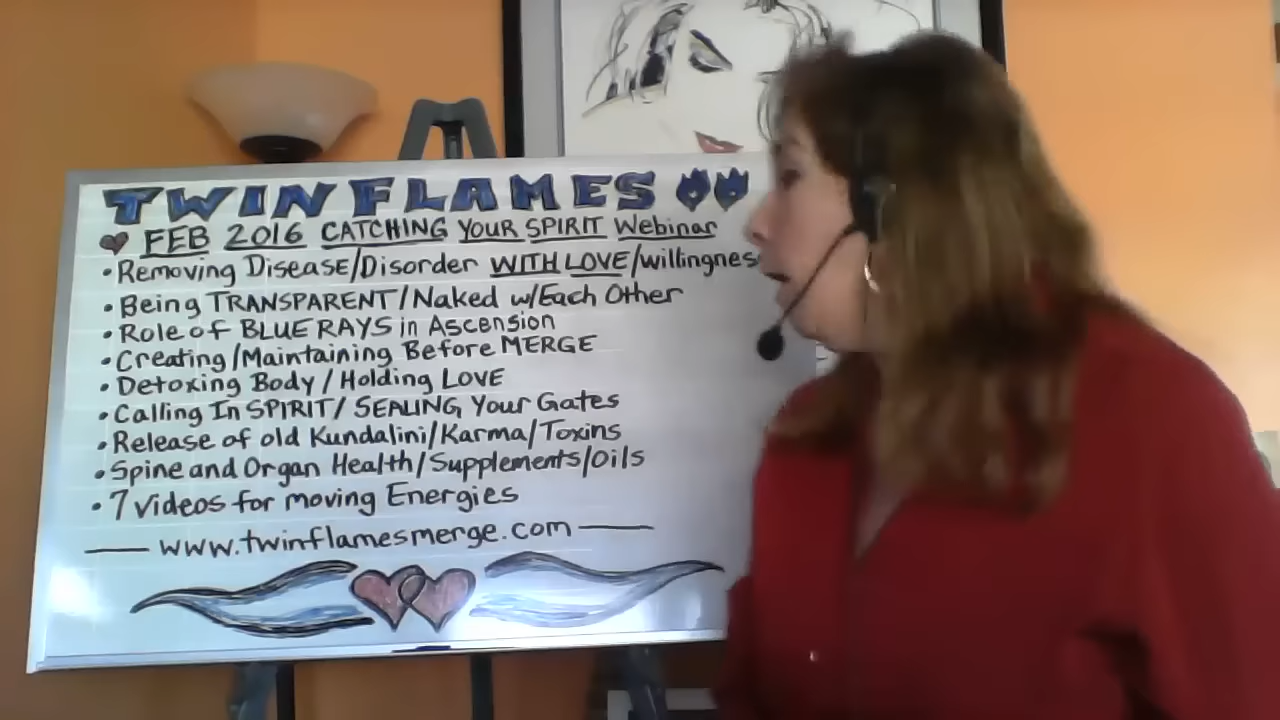 TWIN FLAMES
FEB 2016 CATCHING YOUR SPIRIT Webinar
• Removing Disease/Disorder WITH LOVE/willingness
• Being TRANSPARENT/Naked w/Each Other
• Role of BLUE RAYS in Ascension
• Creating/Maintaining Before MERGE
• Detoxing Body/Holding LOVE
• Calling In SPIRIT/SEALING Your Gates
• Release of old Kundalini/Karma/Toxins
• Spine and Organ Health/Supplements/Oils
• 7 Videos for moving Energies
— www.twinflamesmerge.com —